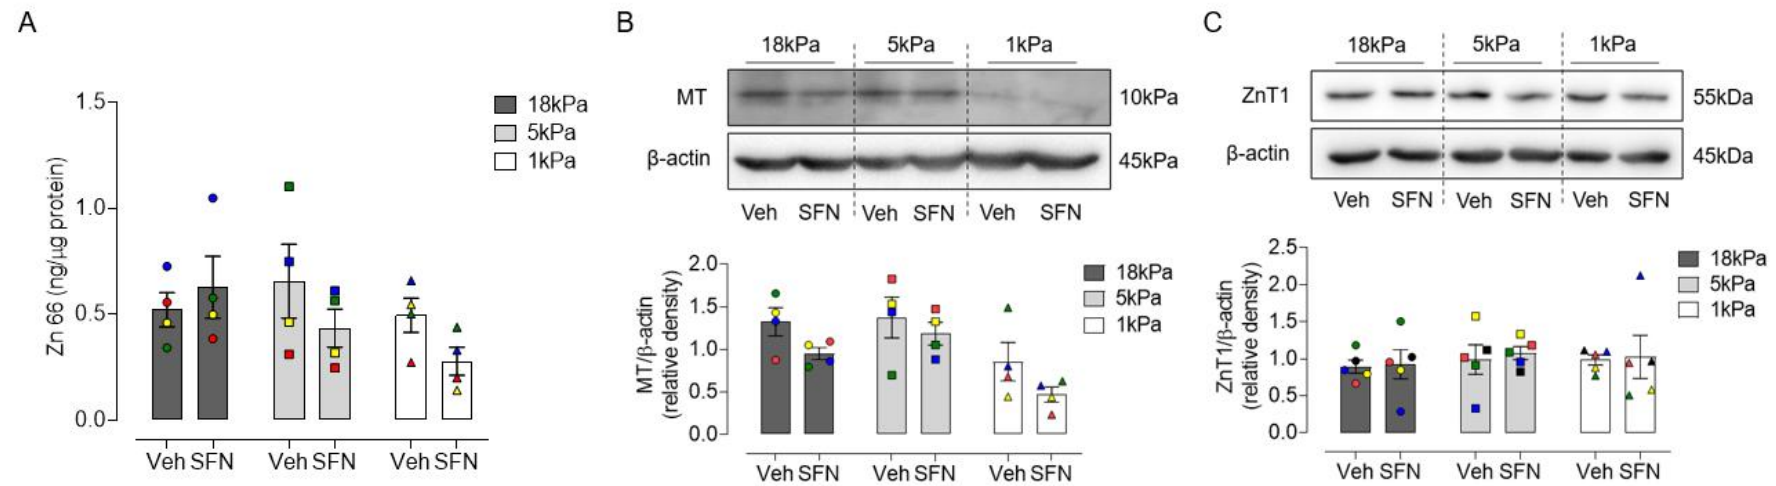 A
1.5
1.0
0.5
0.0
Zn 66 (ng/µg protein)
18kPa
5kPa
1kPa
Veh SFN Veh SFN Veh SFN
B
18kPa 5kPa 1kPa
MT 10kPa
β-actin 45kPa
Veh SFN Veh SFN Veh SFN
2.0
1.5
1.0
0.5
0.0
MT/β-actin
(relative density)
18kPa
5kPa
1kPa
Veh SFN Veh SFN Veh SFN
C
18kPa 5kPa 1kPa
ZnT1 55kDa
β-actin 45kDa
Veh SFN Veh SFN Veh SFN
2.5
2.0
1.5
1.0
0.5
0.0
ZnT1/β-actin
(relative density)
18kPa
5kPa
1kPa
Veh SFN Veh SFN Veh SFN